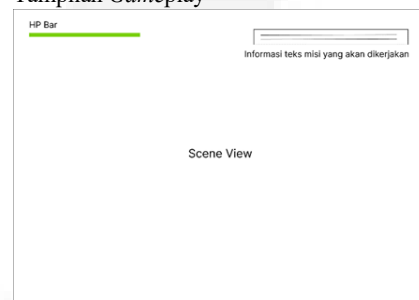 Tampilan Gameplay
HP Bar
Informasi teks misi yang akan dikerjakan
Scene View